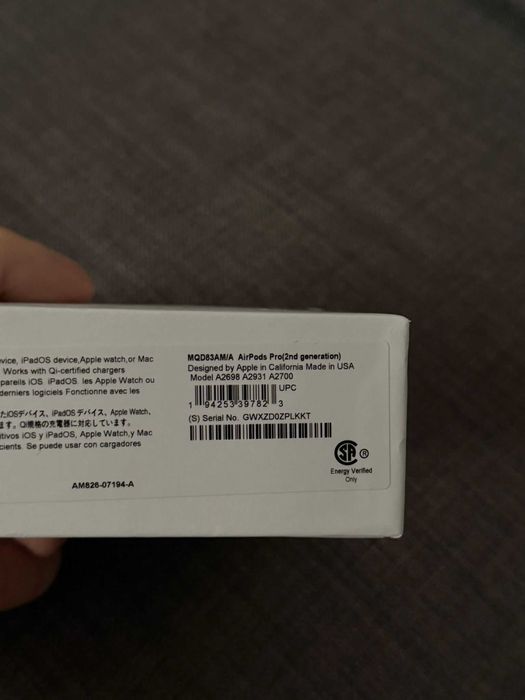 vice, iPadOS device,Apple watch,or Mac
Works with Qi-certified chargers
pareils iOS iPadOS. les Apple Watch ou
derniers logiciels Fonctionne avec les
たiOSデバイス、iPadOS デバイス、Apple Watch、
ます。Qi規格の充電器に対応しています。
itivos iOS y iPadOS, Apple Watch,y Mac
cients. Se puede usar con cargadores
AM826-07194-A
MQD83AM/A AirPods Pro(2nd generation)
Designed by Apple in California Made in USA
Model A2698 A2931 A2700
UPC
1 94253 39782 3
(S) Serial No. GWXZD0ZPLKKT
SA ®
Energy Verified
Only